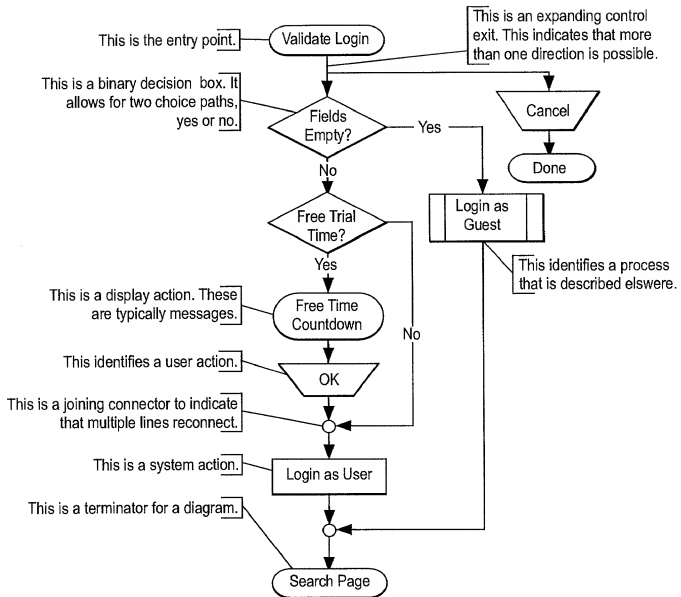 This is an expanding control
exit. This indicates that more
than one direction is possible.
This is the entry point.
Validate Login
This is a binary decision box. It
allows for two choice paths,
yes or no.
Fields
Empty?
Yes
Cancel
Done
No
Free Trial
Time?
Login as
Guest
Yes
This identifies a process
that is described elswere.
This is a display action. These
are typically messages.
Free Time
Countdown
No
This identifies a user action.
OK
This is a joining connector to indicate
that multiple lines reconnect.
This is a system action.
Login as User
This is a terminator for a diagram.
Search Page